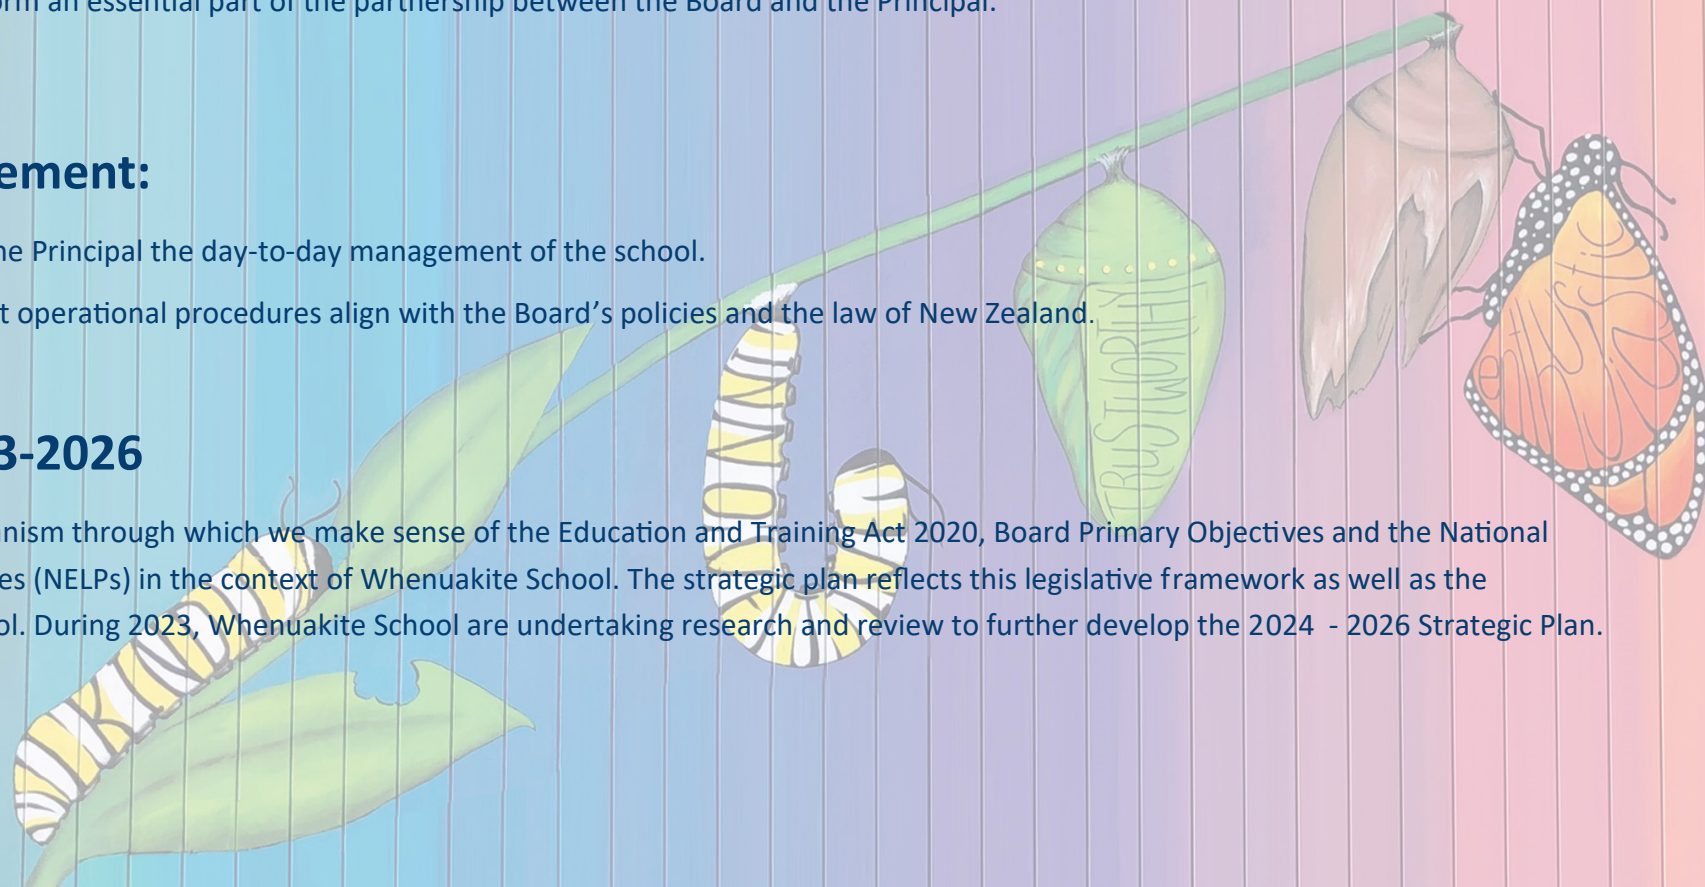 orm an essential part of the partnership between the Board and the Principal.
ement:
he Principal the day-to-day management of the school.
t operational procedures align with the Board’s policies and the law of New Zealand.
3-2026
nism through which we make sense of the Education and Training Act 2020, Board Primary Objectives and the National
es (NELPs) in the context of Whenuakite School. The strategic plan reflects this legislative framework as well as the
ol. During 2023, Whenuakite School are undertaking research and review to further develop the 2024 - 2026 Strategic Plan.
KIND
TRUSTWORTHY